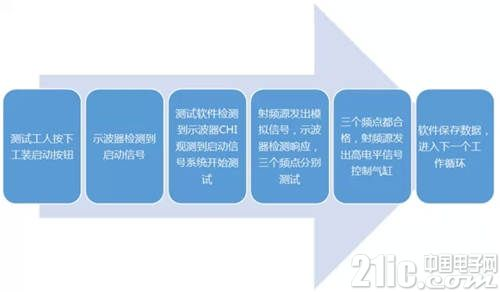 测试工人按下
工装启动按钮
示波器检测到
启动信号
测试软件检测
到示波器CHI
观测到启动信
号系统开始测
试
射频源发出模
拟信号，示波
器检测响应，
三个频点分别
测试
三个频点都合
格，射频源发
出高电平信号
控制气缸
软件保存数据，
进入下一个工
作循环
21ic中国电子网
.com